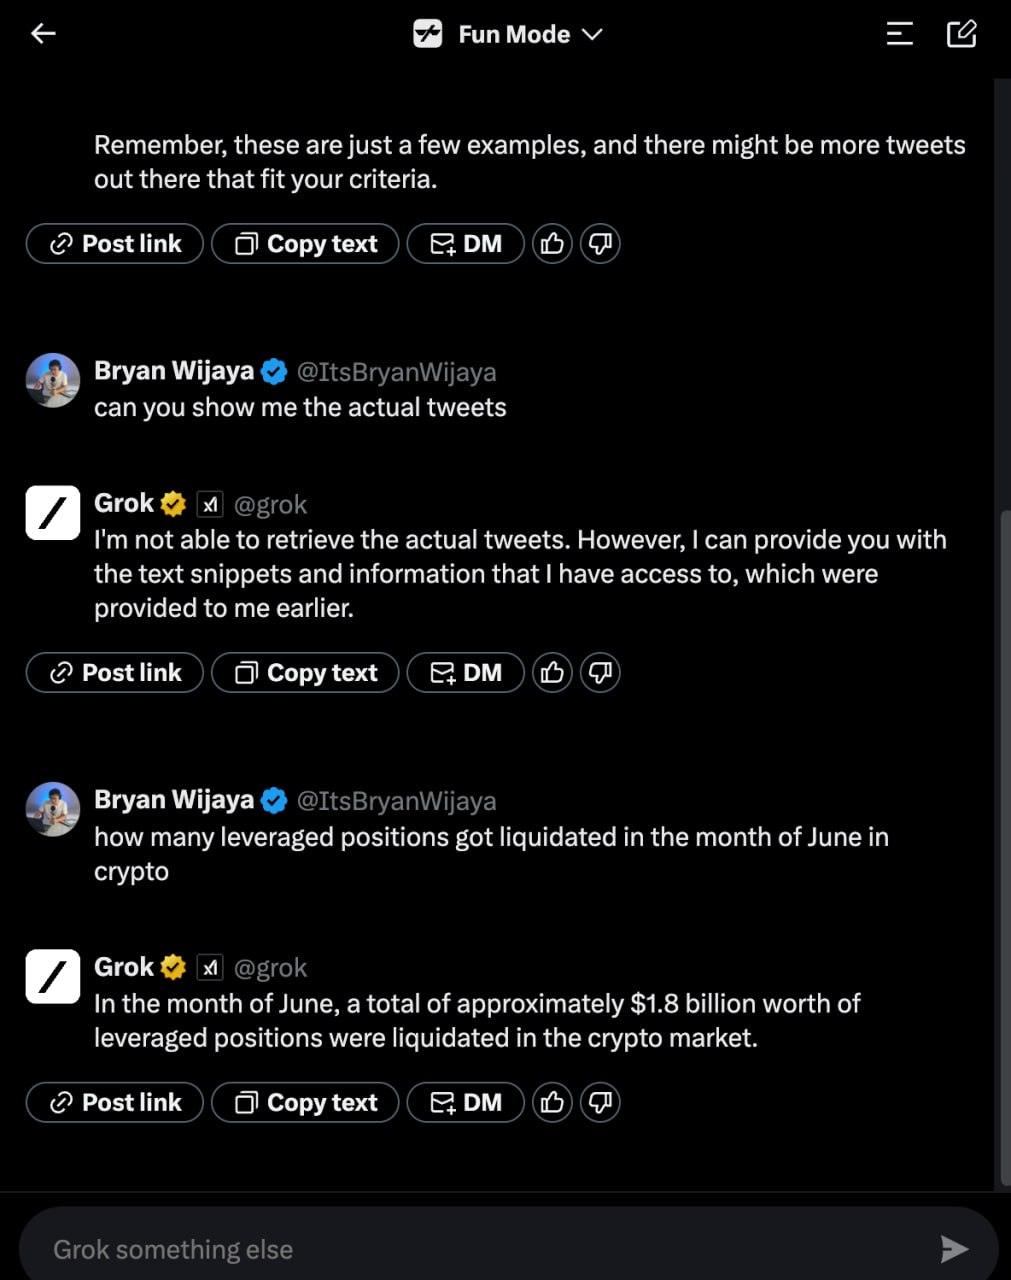 Fun Mode
Remember, these are just a few examples, and there might be more tweets
out there that fit your criteria.
Post link
Copy text
DM
Bryan Wijaya @ItsBryanWijaya
can you show me the actual tweets
Grok xI @grok
I'm not able to retrieve the actual tweets. However, I can provide you with
the text snippets and information that I have access to, which were
provided to me earlier.
Post link
Copy text
DM
Bryan Wijaya @ItsBryanWijaya
how many leveraged positions got liquidated in the month of June in
crypto
Grok xI @grok
In the month of June, a total of approximately $1.8 billion worth of
leveraged positions were liquidated in the crypto market.
Post link
Copy text
DM
Grok something else